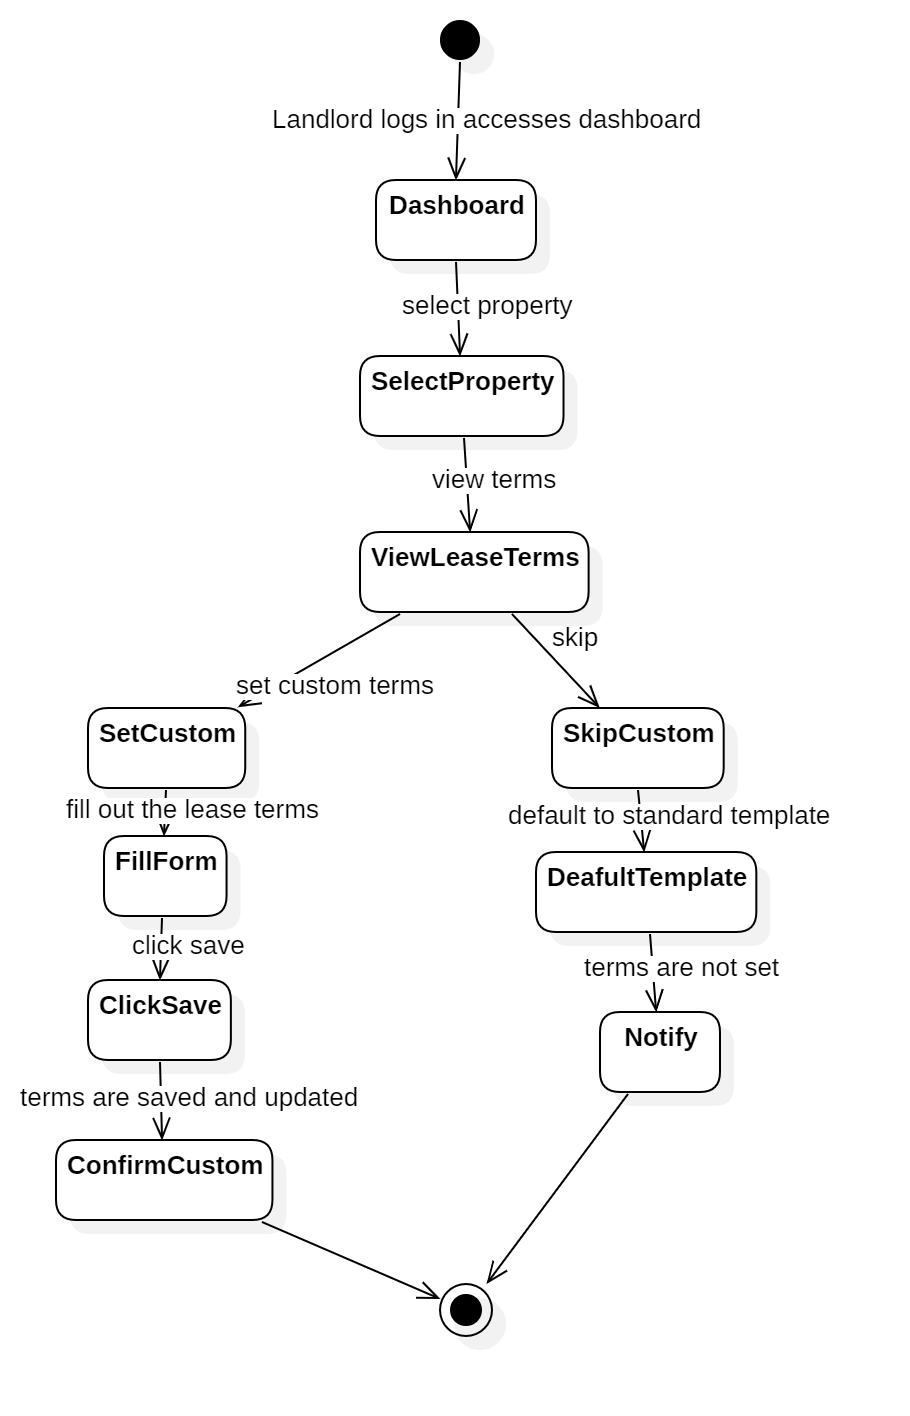 Landlord logs in accesses dashboard
Dashboard
select property
SelectProperty
view terms
ViewLeaseTerms
skip
set custom terms
SetCustom
SkipCustom
fill out the lease terms
default to standard template
FillForm
DeafultTemplate
click save
terms are not set
ClickSave
Notify
terms are saved and updated
ConfirmCustom